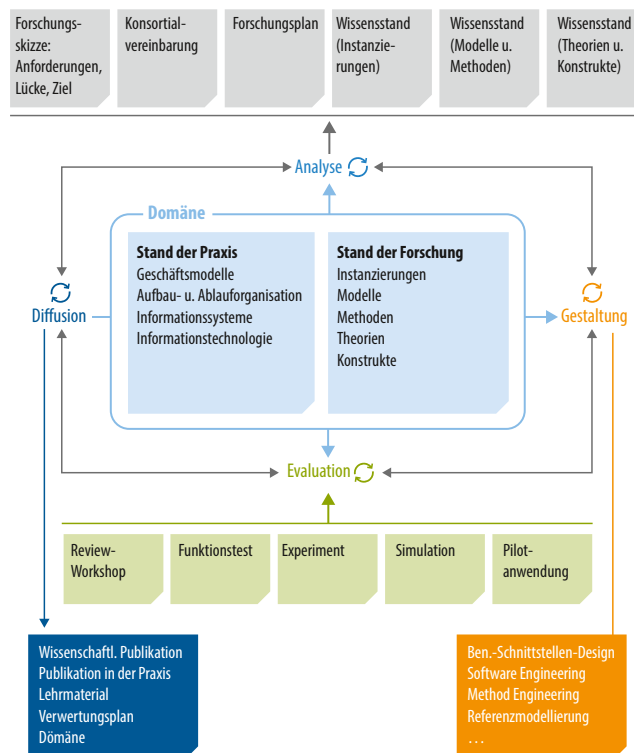 Forschungs-
skizze:
Anforderungen,
Lücke, Ziel
Konsortial-
vereinbarung
Forschungsplan
Wissensstand
(Instanzie-
rungen)
Wissensstand
(Modelle u.
Methoden)
Wissensstand
(Theorien u.
Konstrukte)
Analyse
Domäne
Stand der Praxis
Geschäftsmodelle
Aufbau- u. Ablauforganisation
Informationssysteme
Informationstechnologie
Stand der Forschung
Instanzierungen
Modelle
Methoden
Theorien
Konstrukte
Diffusion
Gestaltung
Evaluation
Review-
Workshop
Funktionstest
Experiment
Simulation
Pilot-
anwendung
Wissenschaftl. Publikation
Publikation in der Praxis
Lehrmaterial
Verwertungsplan
Dömäne
Ben.-Schnittstellen-Design
Software Engineering
Method Engineering
Referenzmodellierung
...